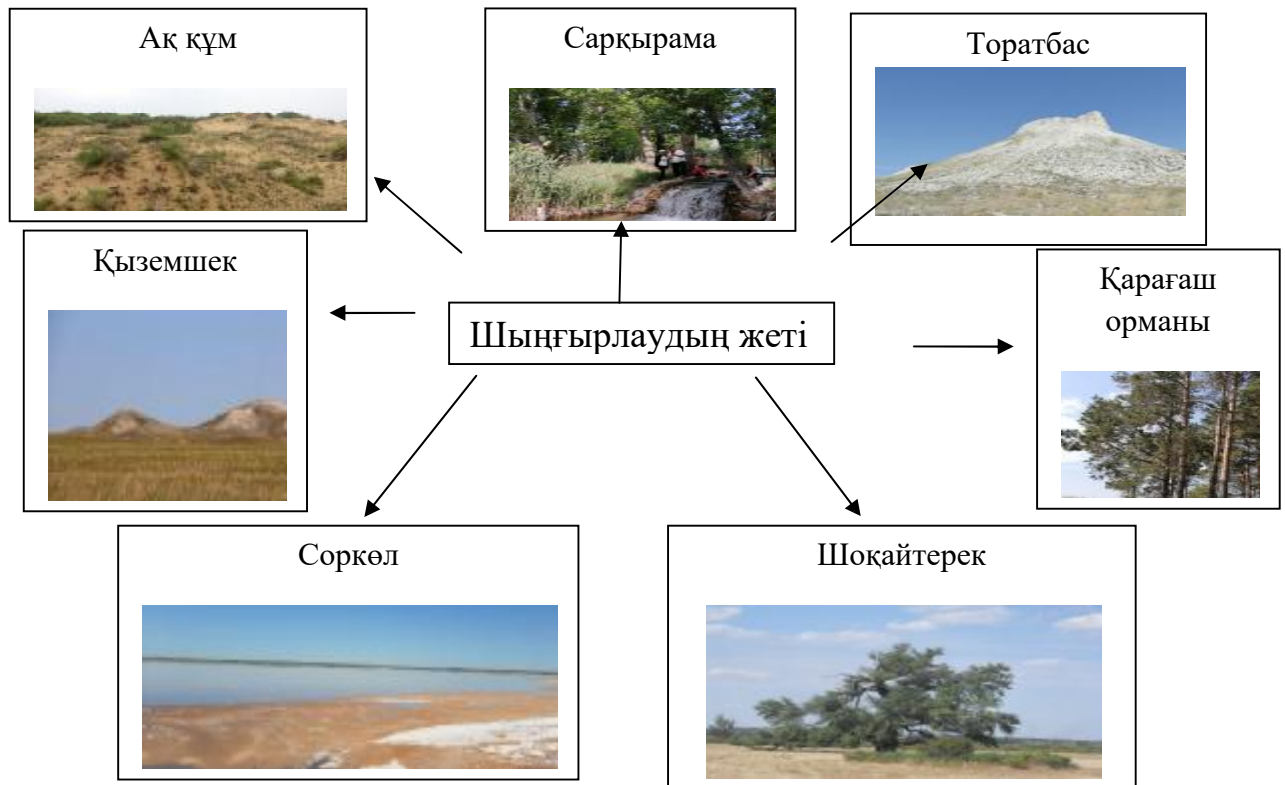 Ақ құм
Сарқырама
Торатбас
Қыземшек
Қарағаш
орманы
Шыңғырлаудың жеті
Соркөл
Шоқайтерек